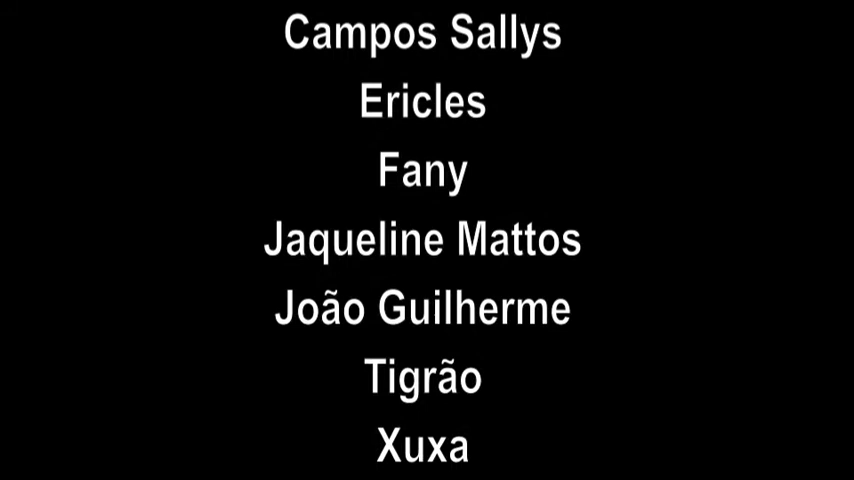 Campos Sallys
Ericles
Fany
Jaqueline Mattos
João Guilherme
Tigrão
Xuxa